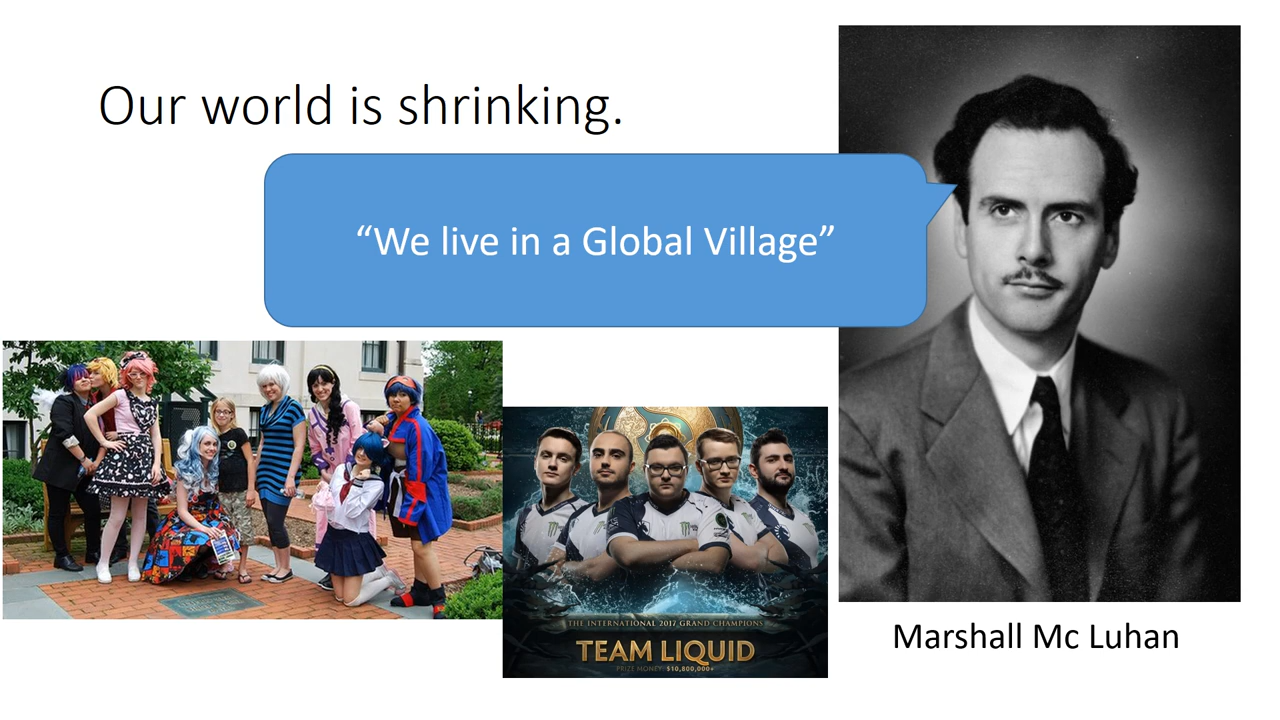 Our world is shrinking.
“We live in a Global Village”
THE INTERNATIONAL 2017 GRAND CHAMPIONS
TEAM LIQUID
PRIZE MONEY: $10,800,000+
Marshall Mc Luhan